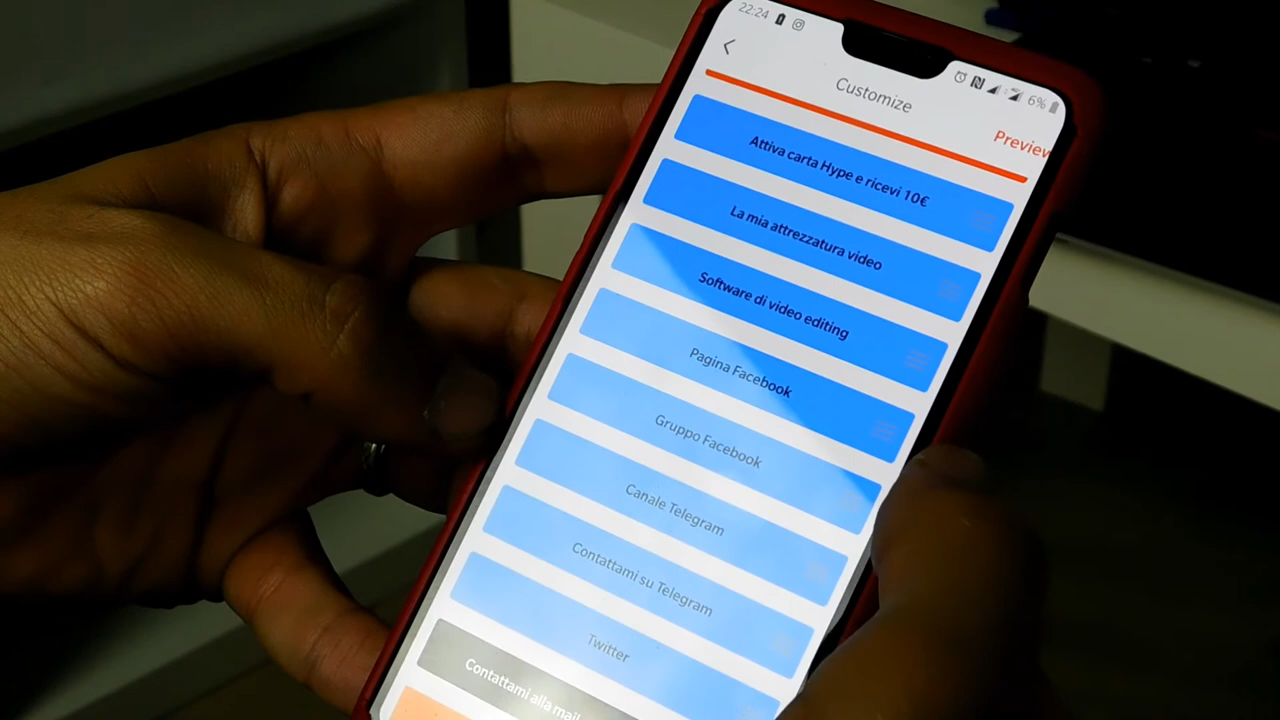 22:24
6%
Customize
Preview
Attiva carta Hype e ricevi 10€
La mia attrezzatura video
Software di video editing
Pagina Facebook
Gruppo Facebook
Canale Telegram
Contattami su Telegram
Twitter
Contattami alla mail